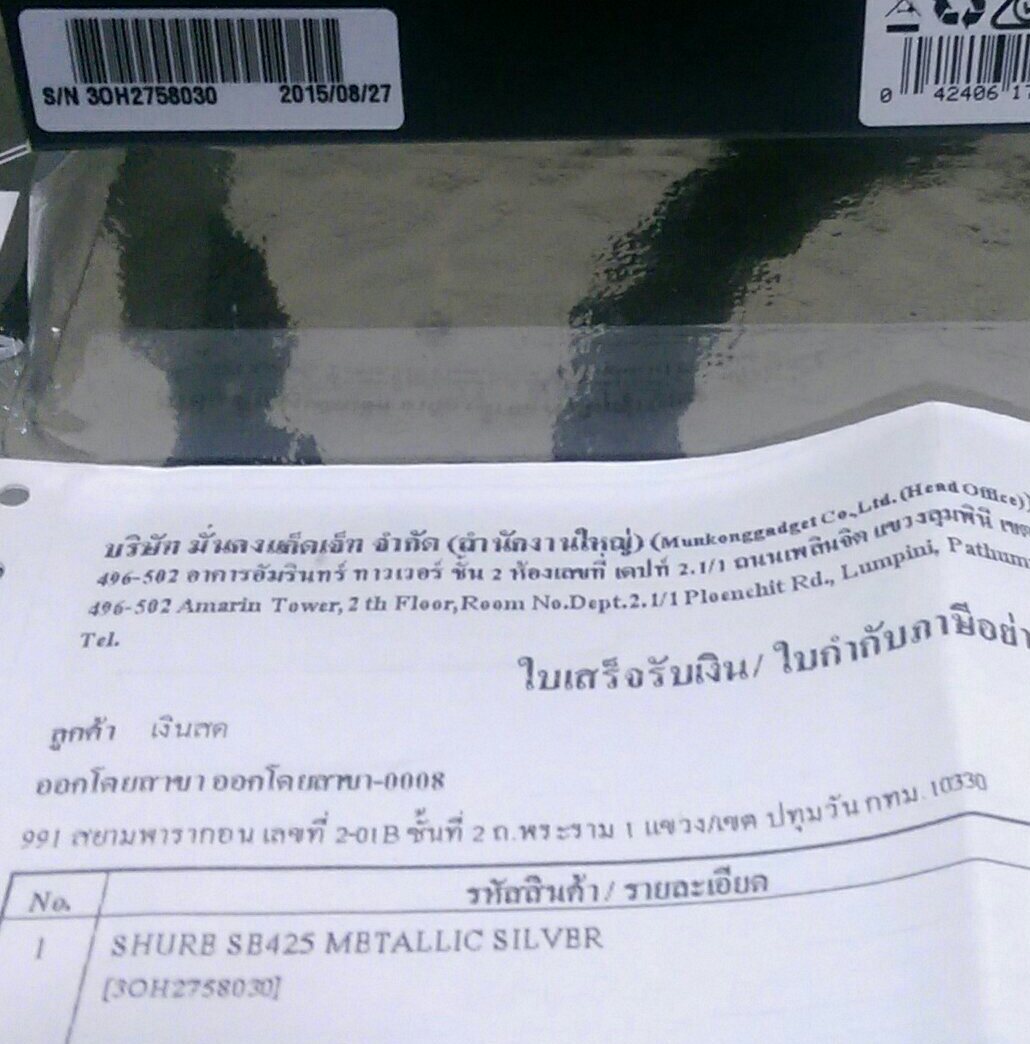 S/N 3OH2758030 2015/08/27
0 42406 17
บริษัท มั่นคงแก็ดเจ็ท จำกัด (สำนักงานใหญ่) (Munkonggadget Co.,Ltd. (Head Office))
496-502 อาคารอัมรินทร์ ทาวเวอร์ ชั้น 2 ห้องเลขที่ เดปท์ 2.1/1 ถนนเพลินจิต แขวงลุมพินี เขต
496-502 Amarin Tower, 2 th Floor,Room No.Dept.2.1/1 Ploenchit Rd., Lumpini, Pathum
Tel.
ใบเสร็จรับเงิน/ ใบกำกับภาษีอย่า
ลูกค้า เงินสด
ออกโดยสาขา ออกโดยสาขา-0008
991 สยามพารากอน เลขที่ 2-01B ชั้นที่ 2 ถ.พระราม 1 แขวง/เขต ปทุมวัน กทม. 10330
No. รหัสสินค้า / รายละเอียด
1 SHURE SE425 METALLIC SILVER
[3OH2758030]